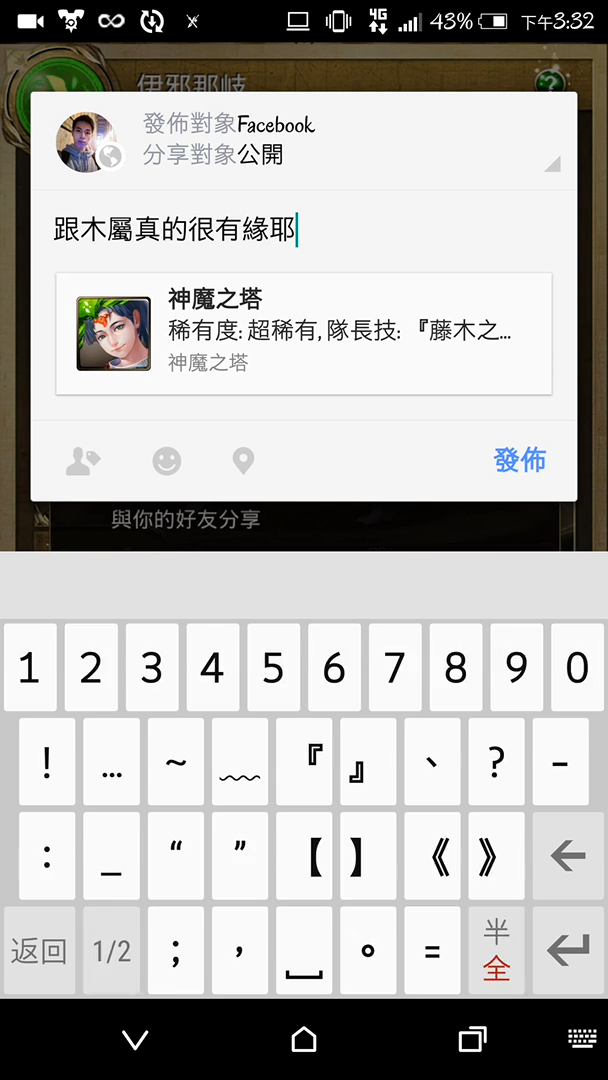 4G 43% 下午3:32
伊邪那岐
發佈對象Facebook
分享對象公開
跟木屬真的很有緣耶
神魔之塔
稀有度: 超稀有, 隊長技: 『藤木之...
神魔之塔
發佈
與你的好友分享
1 2 3 4 5 6 7 8 9 0
! … ~ ﹏ 『 』 、 ? –
: _ “ ” 【 】 《 》 ←
返回 1/2 ; , ⎵ 。 = 半 ↵
全